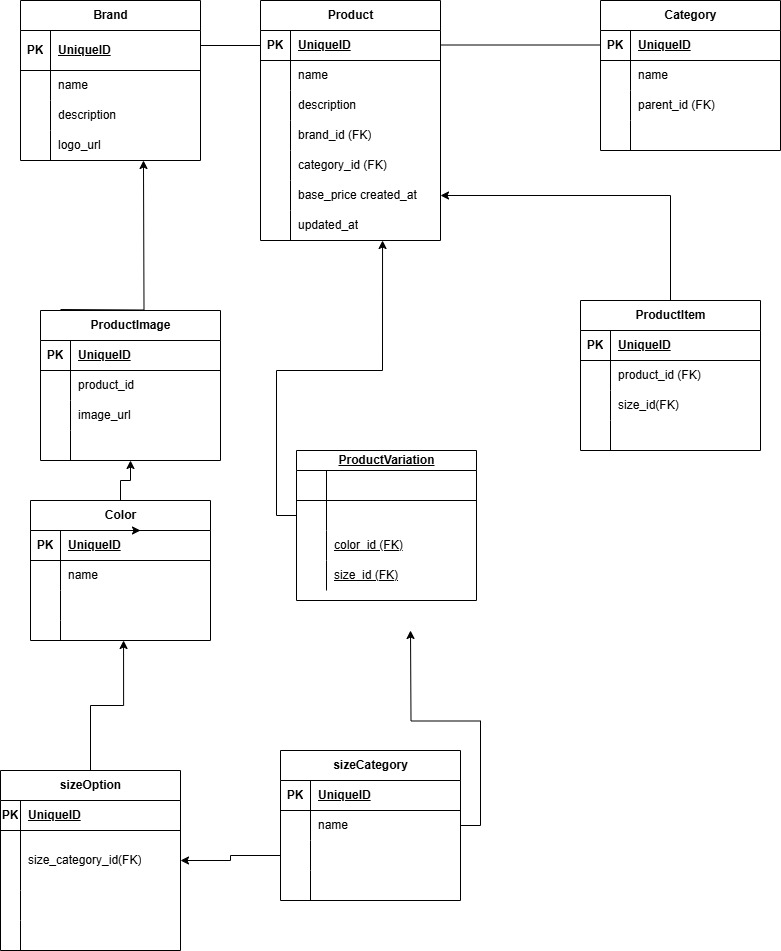 Brand
PK UniqueID
name
description
logo_url
Product
PK UniqueID
name
description
brand_id (FK)
category_id (FK)
base_price created_at
updated_at
Category
PK UniqueID
name
parent_id (FK)
ProductImage
PK UniqueID
product_id
image_url
ProductItem
PK UniqueID
product_id (FK)
size_id(FK)
ProductVariation
color_id (FK)
size_id (FK)
Color
PK UniqueID
name
sizeCategory
PK UniqueID
name
sizeOption
PK UniqueID
size_category_id(FK)